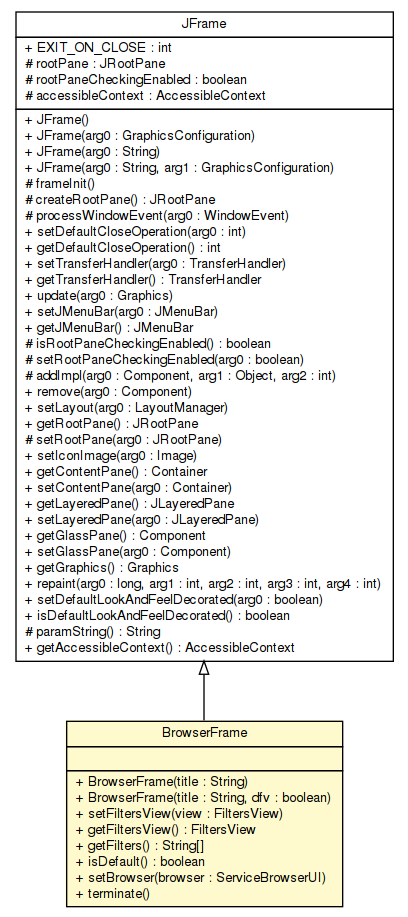 JFrame
+ EXIT_ON_CLOSE : int
# rootPane : JRootPane
# rootPaneCheckingEnabled : boolean
# accessibleContext : AccessibleContext
+ JFrame()
+ JFrame(arg0 : GraphicsConfiguration)
+ JFrame(arg0 : String)
+ JFrame(arg0 : String, arg1 : GraphicsConfiguration)
# frameInit()
# createRootPane() : JRootPane
# processWindowEvent(arg0 : WindowEvent)
+ setDefaultCloseOperation(arg0 : int)
+ getDefaultCloseOperation() : int
+ setTransferHandler(arg0 : TransferHandler)
+ getTransferHandler() : TransferHandler
+ update(arg0 : Graphics)
+ setJMenuBar(arg0 : JMenuBar)
+ getJMenuBar() : JMenuBar
# isRootPaneCheckingEnabled() : boolean
# setRootPaneCheckingEnabled(arg0 : boolean)
# addImpl(arg0 : Component, arg1 : Object, arg2 : int)
+ remove(arg0 : Component)
+ setLayout(arg0 : LayoutManager)
+ getRootPane() : JRootPane
# setRootPane(arg0 : JRootPane)
+ setIconImage(arg0 : Image)
+ getContentPane() : Container
+ setContentPane(arg0 : Container)
+ getLayeredPane() : JLayeredPane
+ setLayeredPane(arg0 : JLayeredPane)
+ getGlassPane() : Component
+ setGlassPane(arg0 : Component)
+ getGraphics() : Graphics
+ repaint(arg0 : long, arg1 : int, arg2 : int, arg3 : int, arg4 : int)
+ setDefaultLookAndFeelDecorated(arg0 : boolean)
+ isDefaultLookAndFeelDecorated() : boolean
# paramString() : String
+ getAccessibleContext() : AccessibleContext
BrowserFrame
+ BrowserFrame(title : String)
+ BrowserFrame(title : String, dfv : boolean)
+ setFiltersView(view : FiltersView)
+ getFiltersView() : FiltersView
+ getFilters() : String[]
+ isDefault() : boolean
+ setBrowser(browser : ServiceBrowserUI)
+ terminate()